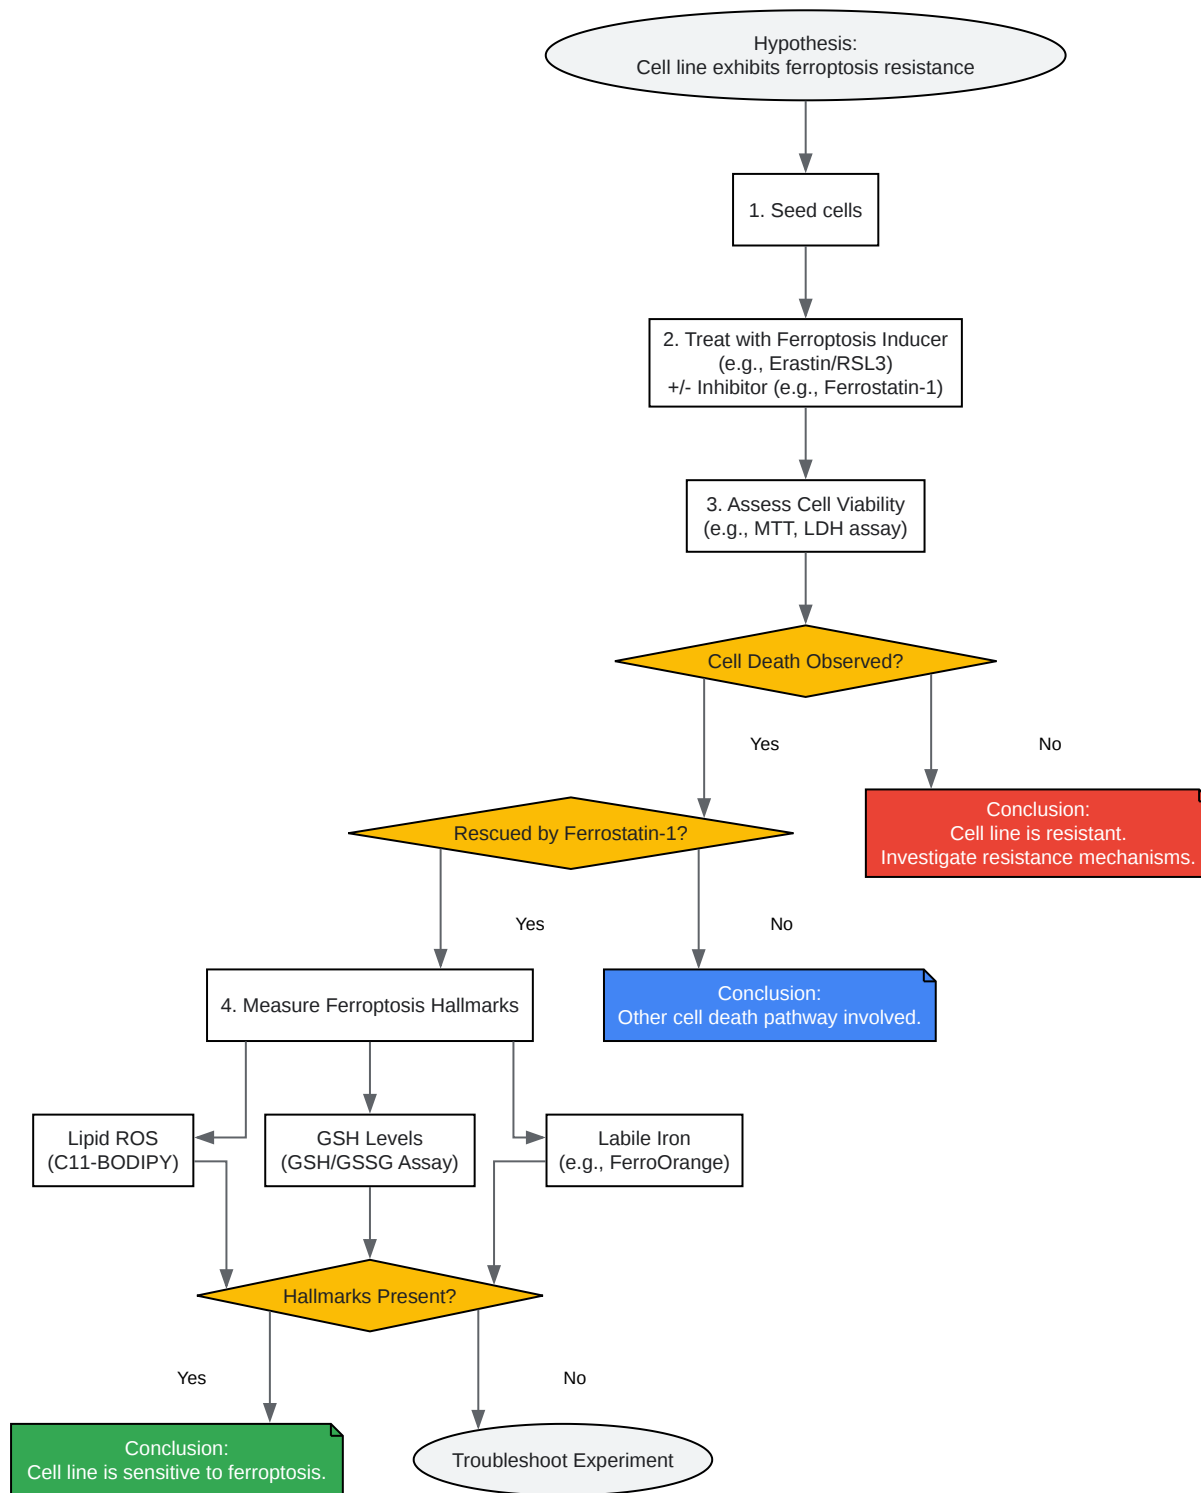 Hypothesis:
Cell line exhibits ferroptosis resistance
1. Seed cells
2. Treat with Ferroptosis Inducer
(e.g., Erastin/RSL3)
+/- Inhibitor (e.g., Ferrostatin-1)
3. Assess Cell Viability
(e.g., MTT, LDH assay)
Cell Death Observed?
Yes
No
Rescued by Ferrostatin-1?
Conclusion:
Cell line is resistant.
Investigate resistance mechanisms.
Yes
No
4. Measure Ferroptosis Hallmarks
Conclusion:
Other cell death pathway involved.
Lipid ROS
(C11-BODIPY)
GSH Levels
(GSH/GSSG Assay)
Labile Iron
(e.g., FerroOrange)
Hallmarks Present?
Yes
No
Conclusion:
Cell line is sensitive to ferroptosis.
Troubleshoot Experiment